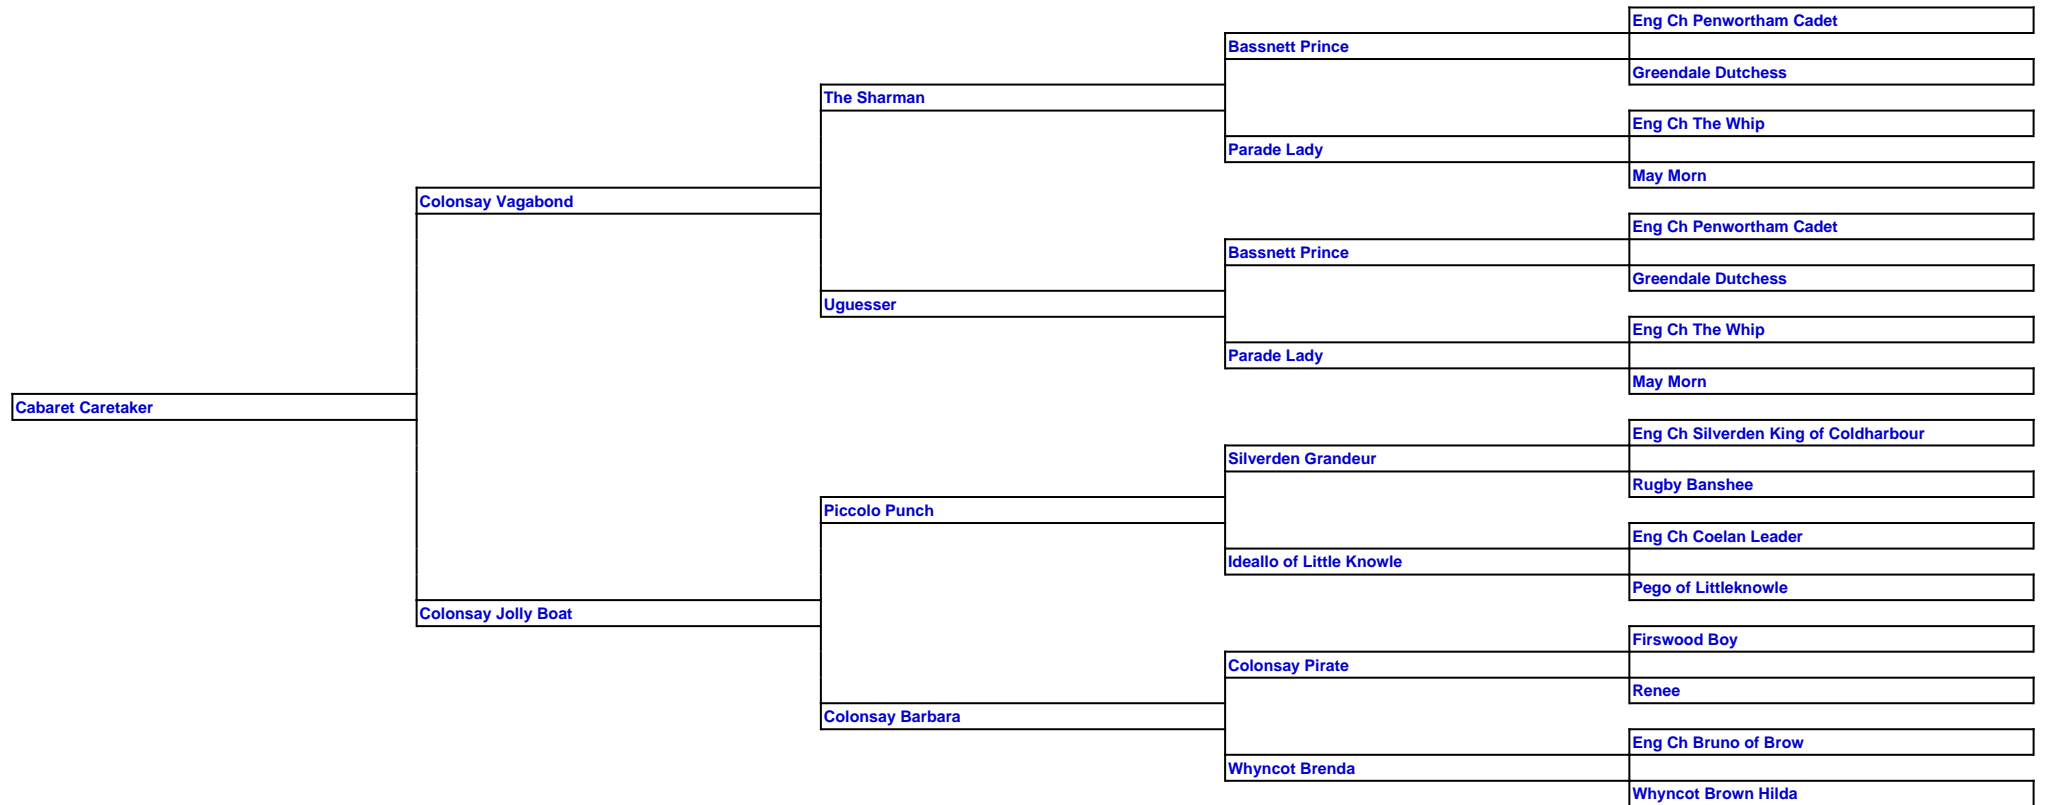 Eng Ch Penwortham Cadet
Bassnett Prince
Greendale Dutchess
The Sharman
Eng Ch The Whip
Parade Lady
May Morn
Colonsay Vagabond
Eng Ch Penwortham Cadet
Bassnett Prince
Greendale Dutchess
Uguesser
Eng Ch The Whip
Parade Lady
May Morn
Cabaret Caretaker
Eng Ch Silverden King of Coldharbour
Silverden Grandeur
Rugby Banshee
Piccolo Punch
Eng Ch Coelan Leader
Ideallo of Little Knowle
Pego of Littleknowle
Colonsay Jolly Boat
Firswood Boy
Colonsay Pirate
Renee
Colonsay Barbara
Eng Ch Bruno of Brow
Whyncot Brenda
Whyncot Brown Hilda